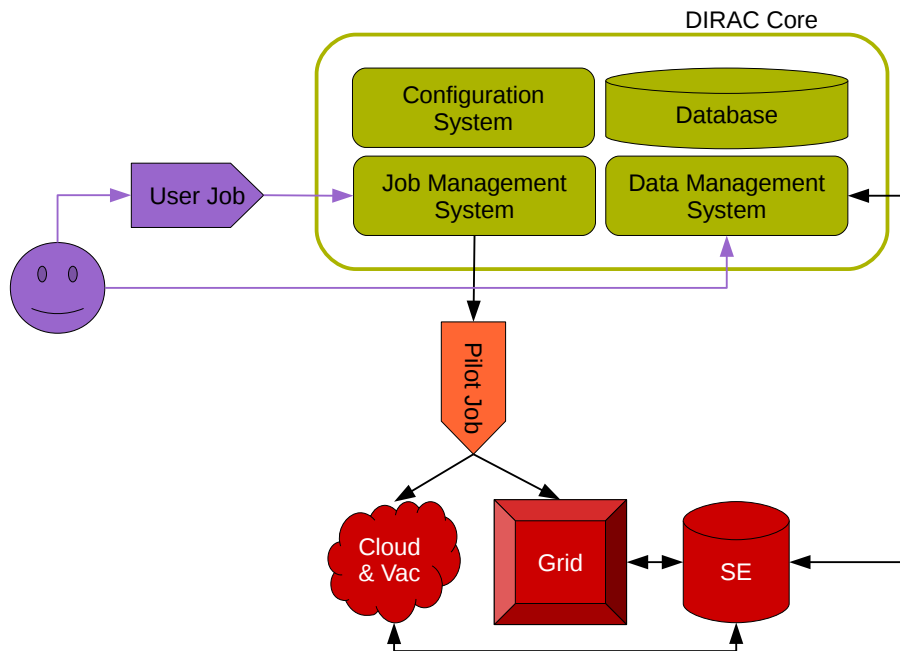 DIRAC Core
Configuration
System
Database
User Job
Job Management
System
Data Management
System
Pilot Job
Cloud
& Vac
Grid
SE